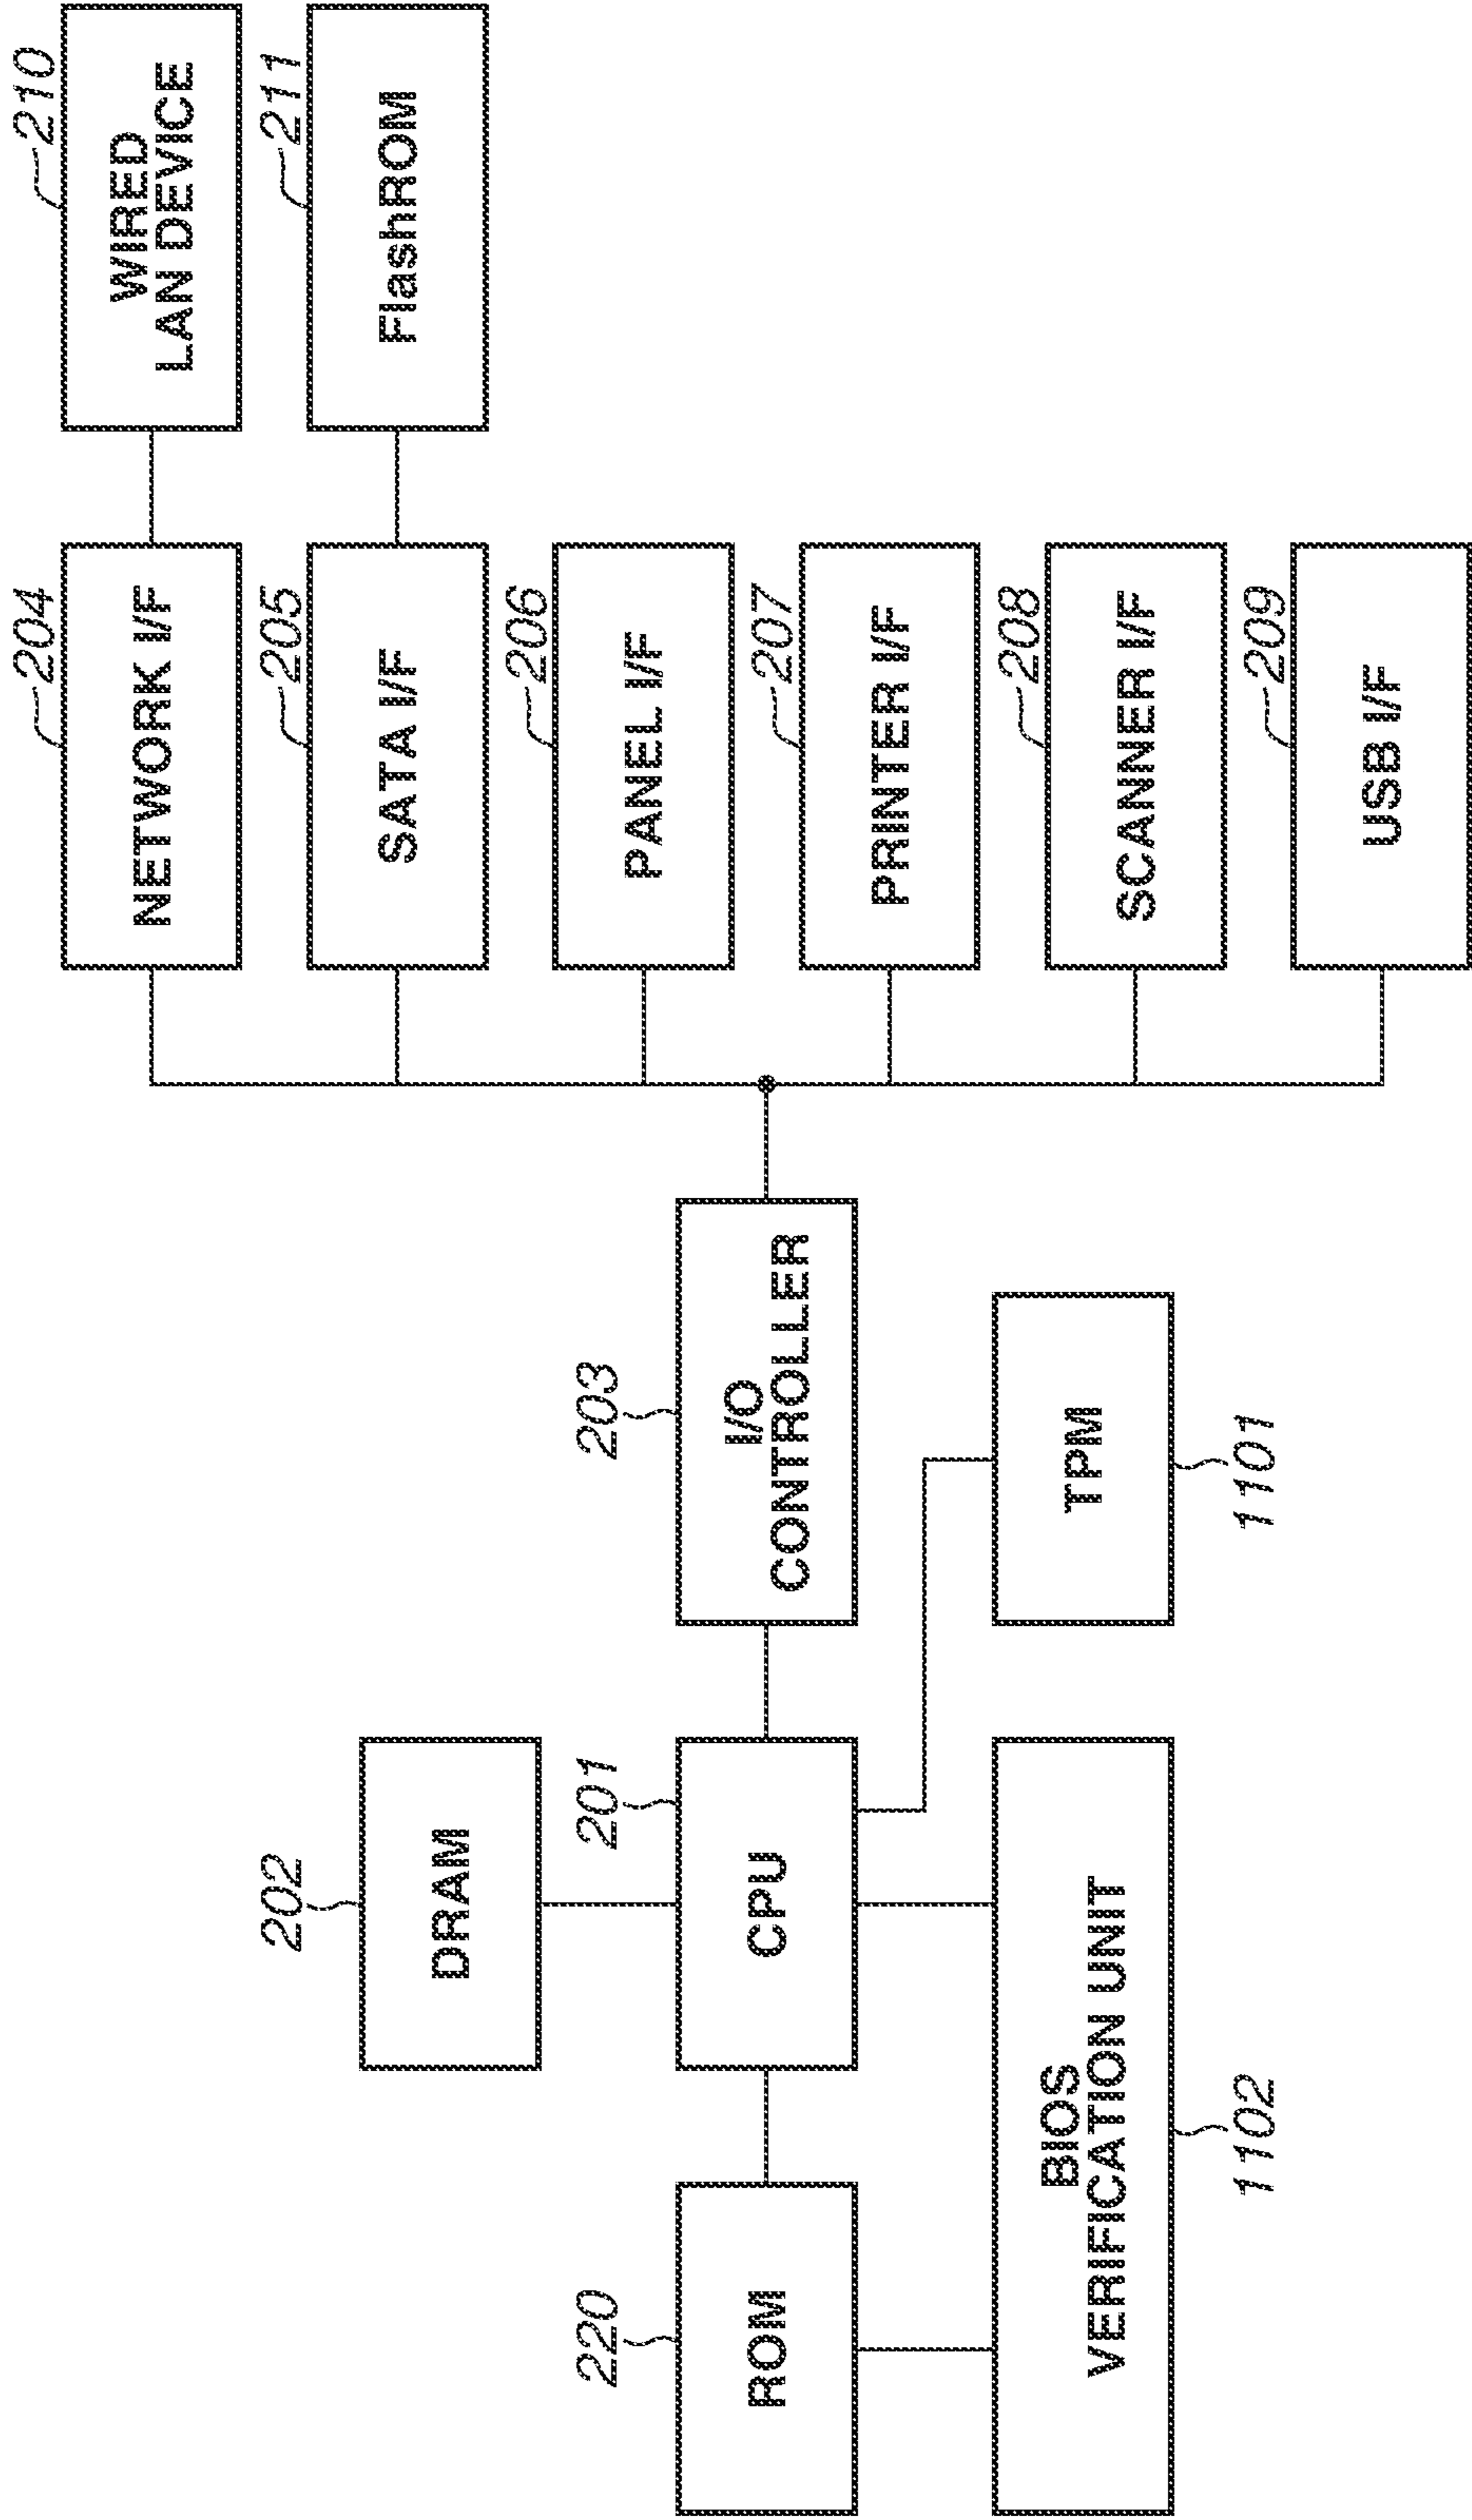 210
WIRED
LAN DEVICE
211
FlashROM
204
NETWORK I/F
205
SATA I/F
206
PANEL I/F
207
PRINTER I/F
208
SCANNER I/F
209
USB I/F
203
I/O
CONTROLLER
TPM
1101
202
DRAM
201
CPU
220
ROM
BIOS
VERIFICATION UNIT
1102